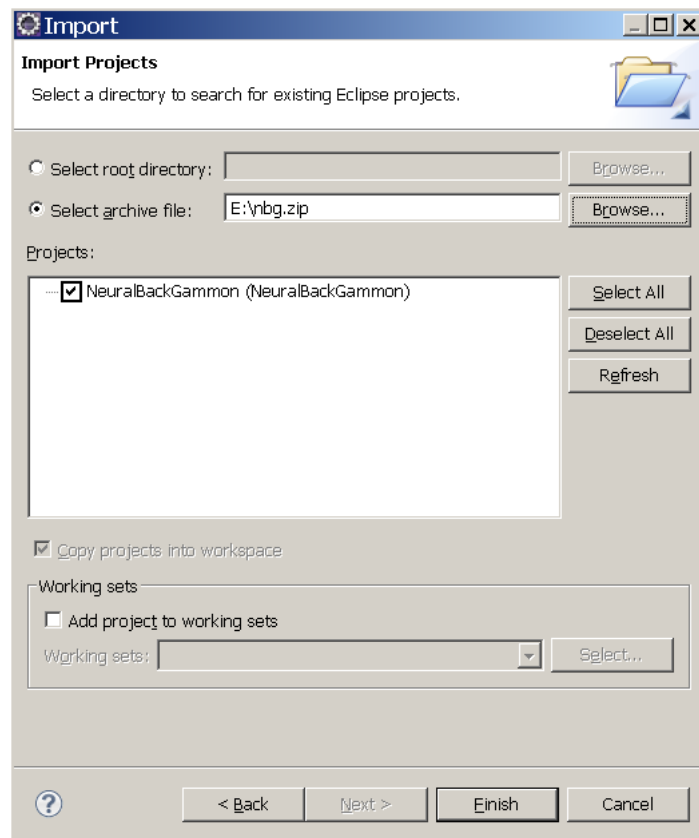 Import
Import Projects
Select a directory to search for existing Eclipse projects.
Select root directory: Browse...
Select archive file: E:\nbg.zip Browse...
Projects:
NeuralBackGammon (NeuralBackGammon) Select All
Deselect All
Refresh
Copy projects into workspace
Working sets
Add project to working sets
Working sets: Select...
? < Back Next > Finish Cancel